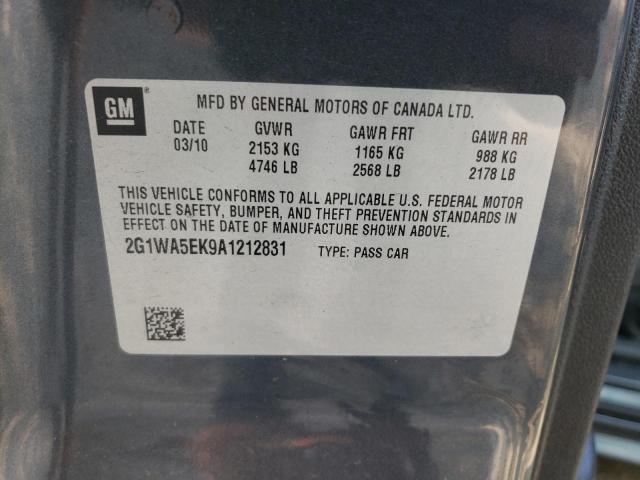 GM ®
MFD BY GENERAL MOTORS OF CANADA LTD.
DATE GVWR GAWR FRT GAWR RR
03/10 2153 KG 1165 KG 988 KG
4746 LB 2568 LB 2178 LB
THIS VEHICLE CONFORMS TO ALL APPLICABLE U.S. FEDERAL MOTOR
VEHICLE SAFETY, BUMPER, AND THEFT PREVENTION STANDARDS IN
EFFECT ON THE DATE OF MANUFACTURE SHOWN ABOVE.
2G1WA5EK9A1212831 TYPE: PASS CAR